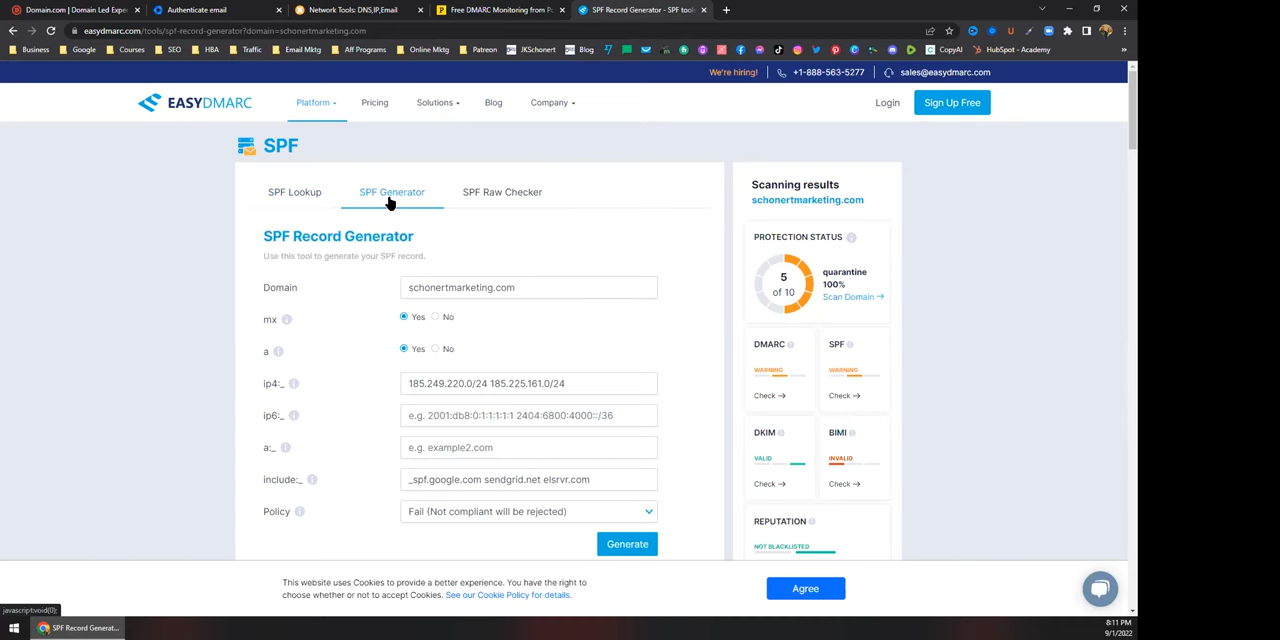 Domain.com | Domain Led Exper
Authenticate email
Network Tools: DNS,IP,Email
Free DMARC Monitoring from Po
SPF Record Generator - SPF tools
easydmarc.com/tools/spf-record-generator?domain=schonertmarketing.com
Business Google Courses SEO HBA Traffic Email Mktg Aff Programs Online Mktg Patreon JKSchonert Blog CopyAI HubSpot - Academy
We're hiring! +1-888-563-5277 sales@easydmarc.com
EASYDMARC Platform Pricing Solutions Blog Company Login Sign Up Free
SPF
SPF Lookup SPF Generator SPF Raw Checker
SPF Record Generator
Use this tool to generate your SPF record.
Domain schonertmarketing.com
mx Yes No
a Yes No
ip4:_ 185.249.220.0/24 185.225.161.0/24
ip6:_ e.g. 2001:db8:0:1:1:1:1:1 2404:6800:4000::/36
a:_ e.g. example2.com
include:_ _spf.google.com sendgrid.net elsrvr.com
Policy Fail (Not compliant will be rejected)
Generate
Scanning results
schonertmarketing.com
PROTECTION STATUS
5
of 10
quarantine
100%
Scan Domain →
DMARC SPF
WARNING WARNING
Check → Check →
DKIM BIMI
VALID INVALID
Check → Check →
REPUTATION
NOT BLACKLISTED
This website uses Cookies to provide a better experience. You have the right to
choose whether or not to accept Cookies. See our Cookie Policy for details.
Agree
javascript:void(0);
SPF Record Generat...
8:11 PM
9/1/2022